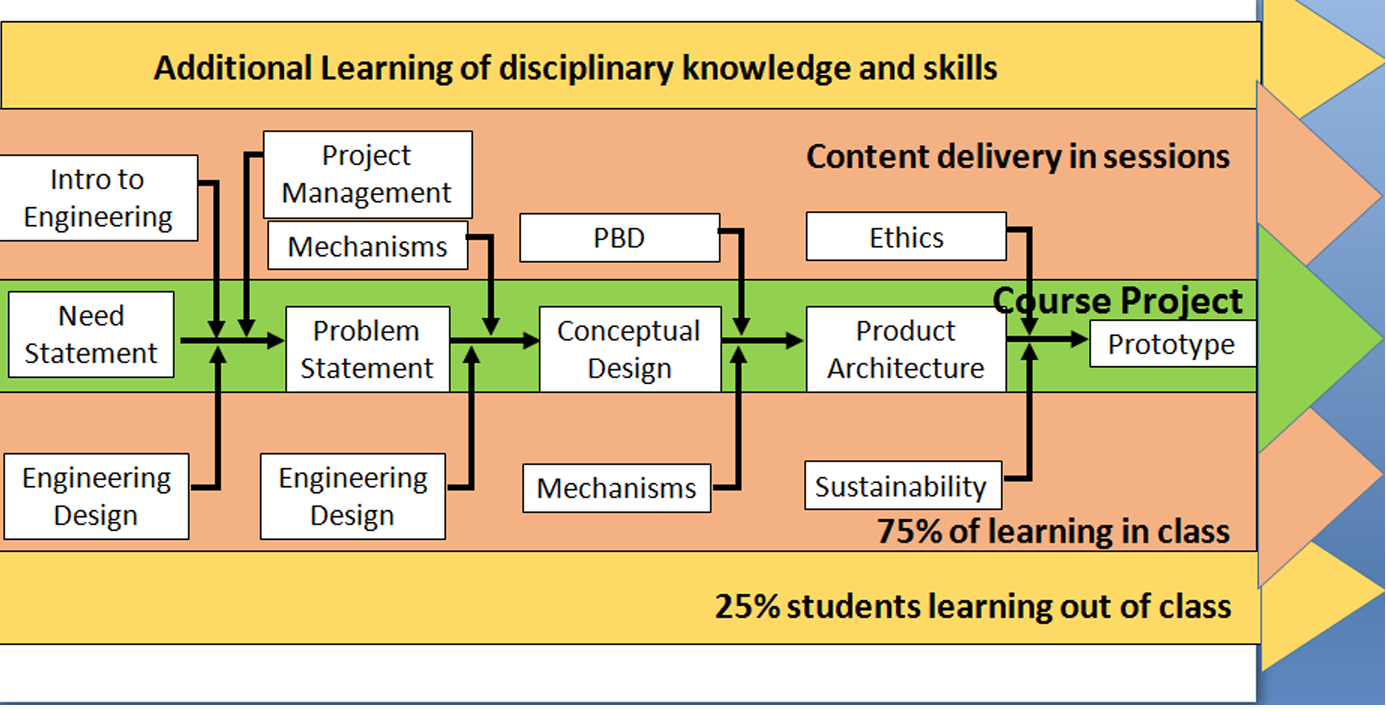 Additional Learning of disciplinary knowledge and skills
Content delivery in sessions
Intro to
Engineering
Project
Management
Mechanisms
PBD
Ethics
Course Project
Need
Statement
Problem
Statement
Conceptual
Design
Product
Architecture
Prototype
Engineering
Design
Engineering
Design
Mechanisms
Sustainability
75% of learning in class
25% students learning out of class